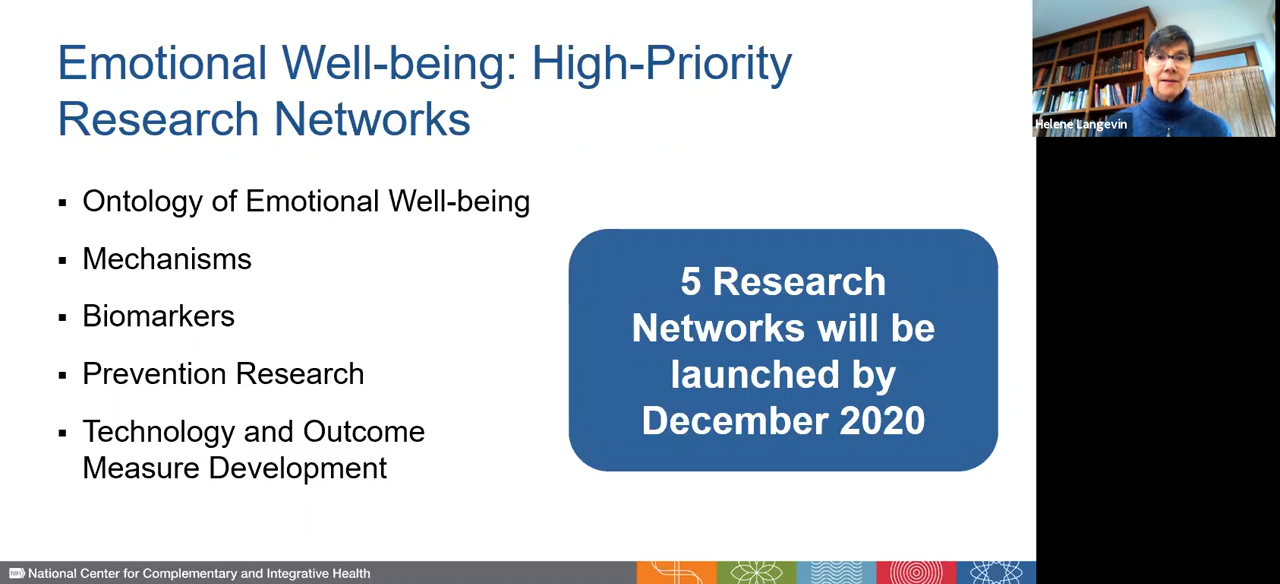 Emotional Well-being: High-Priority
Research Networks
▪ Ontology of Emotional Well-being
▪ Mechanisms
▪ Biomarkers
▪ Prevention Research
▪ Technology and Outcome
Measure Development
5 Research
Networks will be
launched by
December 2020
Helene Langevin
NIH National Center for Complementary and Integrative Health